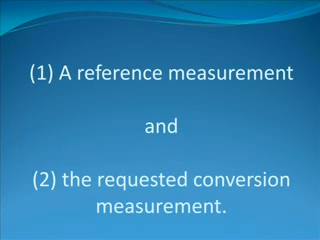 (1) A reference measurement
and
(2) the requested conversion
measurement.